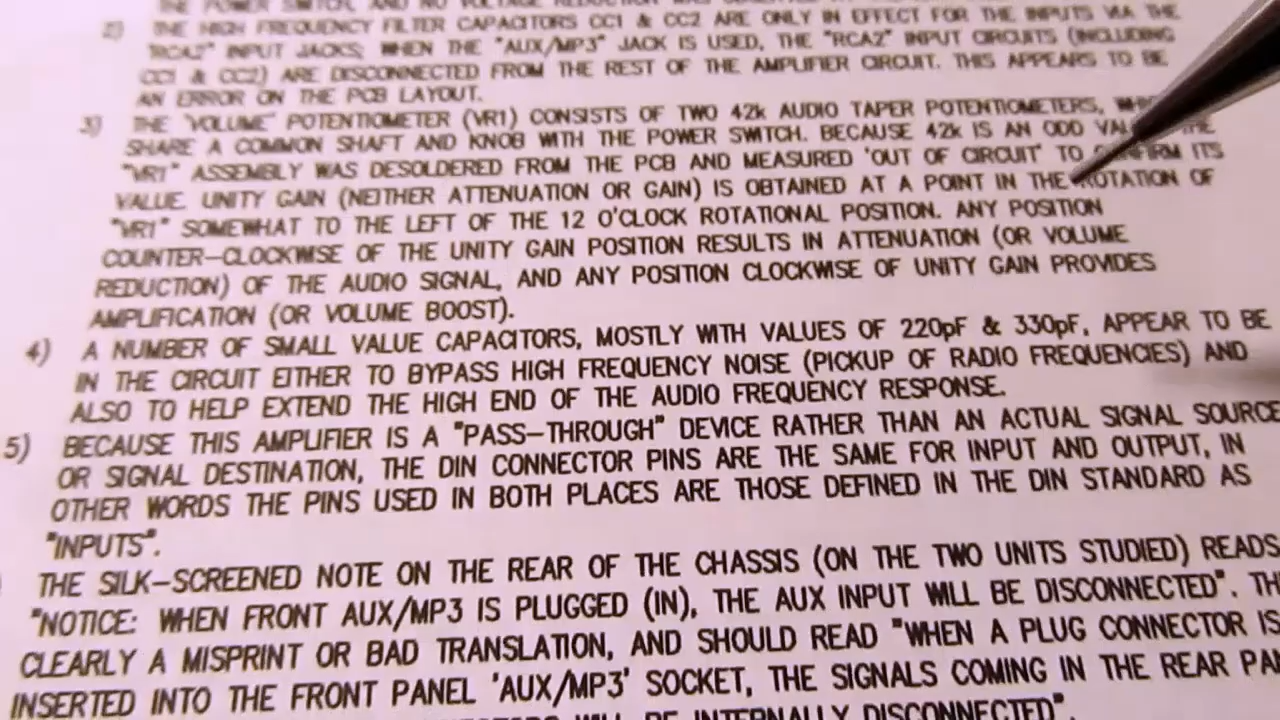 THE POWER SWITCH, AND NO VOLTAGE REDUCTION WAS
2) THE HIGH FREQUENCY FILTER CAPACITORS CC1 & CC2 ARE ONLY IN EFFECT FOR THE INPUTS VIA THE
"RCA2" INPUT JACKS; WHEN THE "AUX/MP3" JACK IS USED, THE "RCA2" INPUT CIRCUITS (INCLUDING
CC1 & CC2) ARE DISCONNECTED FROM THE REST OF THE AMPLIFIER CIRCUIT. THIS APPEARS TO BE
AN ERROR ON THE PCB LAYOUT.
3) THE "VOLUME" POTENTIOMETER (VR1) CONSISTS OF TWO 42k AUDIO TAPER POTENTIOMETERS,
SHARE A COMMON SHAFT AND KNOB WITH THE POWER SWITCH. BECAUSE 42k IS AN ODD
"VR1" ASSEMBLY WAS DESOLDERED FROM THE PCB AND MEASURED 'OUT OF CIRCUIT' TO CONFIRM ITS
VALUE. UNITY GAIN (NEITHER ATTENUATION OR GAIN) IS OBTAINED AT A POINT IN THE ROTATION OF
"VR1" SOMEWHAT TO THE LEFT OF THE 12 O'CLOCK ROTATIONAL POSITION. ANY POSITION
COUNTER-CLOCKWISE OF THE UNITY GAIN POSITION RESULTS IN ATTENUATION (OR VOLUME
REDUCTION) OF THE AUDIO SIGNAL, AND ANY POSITION CLOCKWISE OF UNITY GAIN PROVIDES
AMPLIFICATION (OR VOLUME BOOST).
4) A NUMBER OF SMALL VALUE CAPACITORS, MOSTLY WITH VALUES OF 220pF & 330pF, APPEAR TO BE
IN THE CIRCUIT EITHER TO BYPASS HIGH FREQUENCY NOISE (PICKUP OF RADIO FREQUENCIES) AND
ALSO TO HELP EXTEND THE HIGH END OF THE AUDIO FREQUENCY RESPONSE.
5) BECAUSE THIS AMPLIFIER IS A "PASS-THROUGH" DEVICE RATHER THAN AN ACTUAL SIGNAL SOURCE
OR SIGNAL DESTINATION, THE DIN CONNECTOR PINS ARE THE SAME FOR INPUT AND OUTPUT, IN
OTHER WORDS THE PINS USED IN BOTH PLACES ARE THOSE DEFINED IN THE DIN STANDARD AS
"INPUTS".
THE SILK-SCREENED NOTE ON THE REAR OF THE CHASSIS (ON THE TWO UNITS STUDIED) READS
"NOTICE: WHEN FRONT AUX/MP3 IS PLUGGED (IN), THE AUX INPUT WILL BE DISCONNECTED". TH
CLEARLY A MISPRINT OR BAD TRANSLATION, AND SHOULD READ "WHEN A PLUG CONNECTOR IS
INSERTED INTO THE FRONT PANEL 'AUX/MP3' SOCKET, THE SIGNALS COMING IN THE REAR PAN
WILL BE INTERNALLY DISCONNECTED".